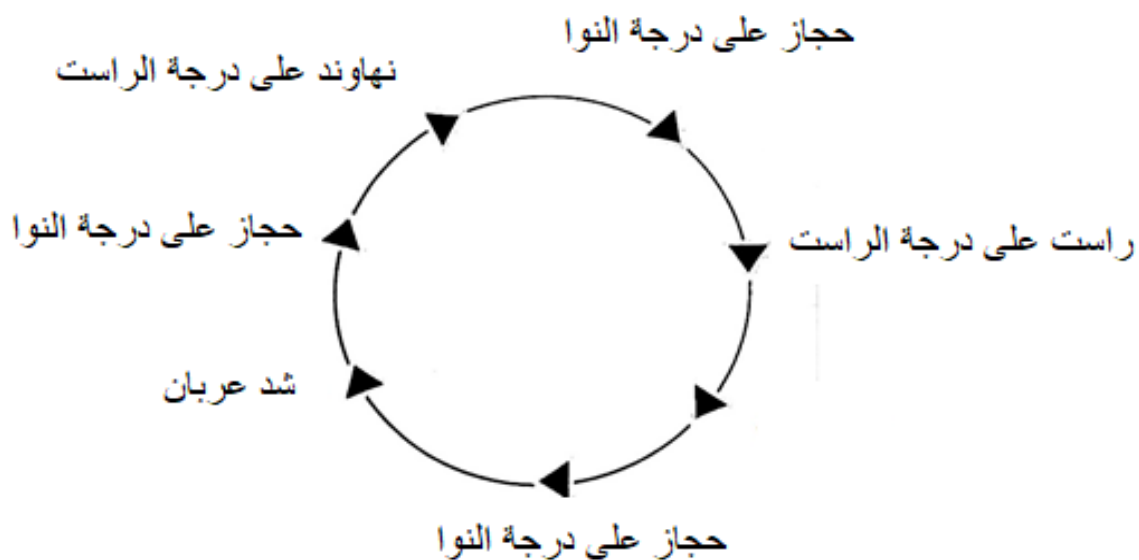 حجاز على درجة النوا
نهاوند على درجة الراست
حجاز على درجة النوا
راست على درجة الراست
شد عربان
حجاز على درجة النوا